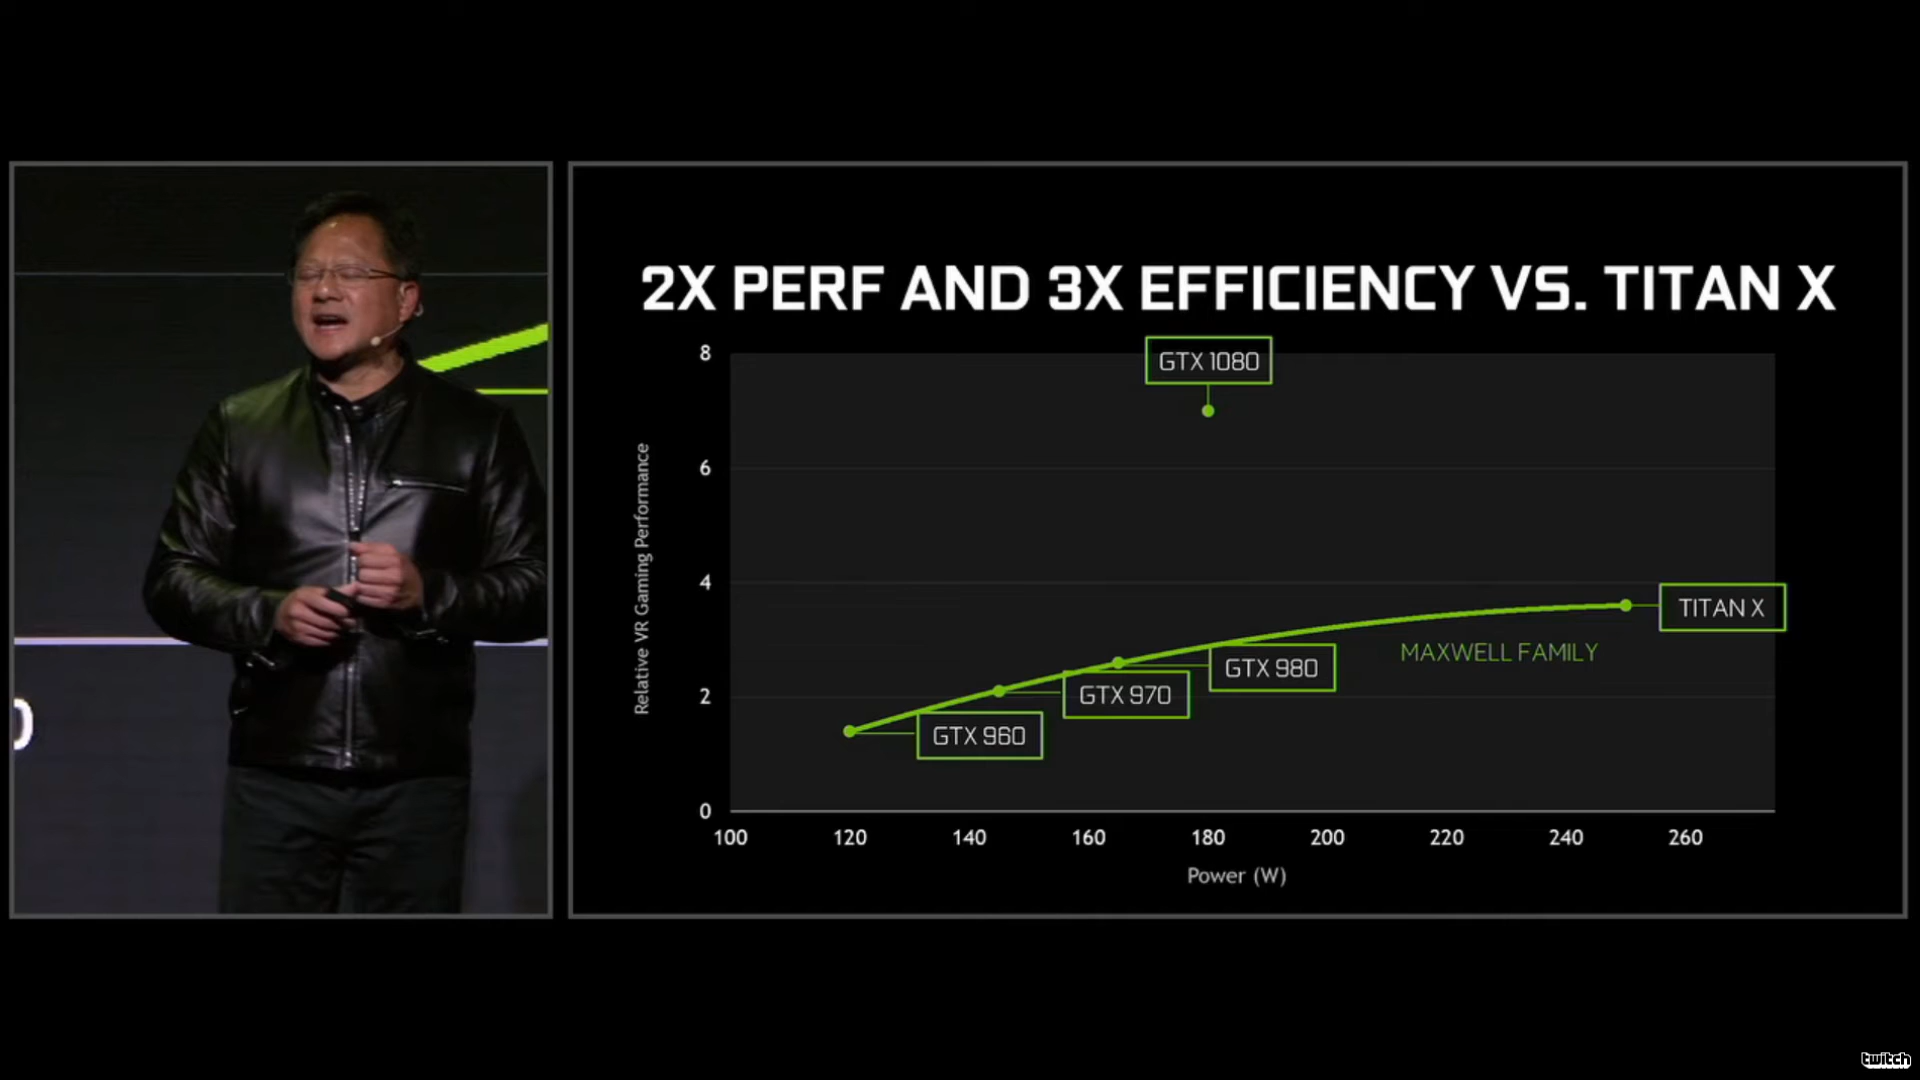 2X PERF AND 3X EFFICIENCY VS. TITAN X
GTX 1080
8
6
4
2
0
Relative VR Gaming Performance
TITAN X
MAXWELL FAMILY
GTX 980
GTX 970
GTX 960
100 120 140 160 180 200 220 240 260
Power (W)
twitch